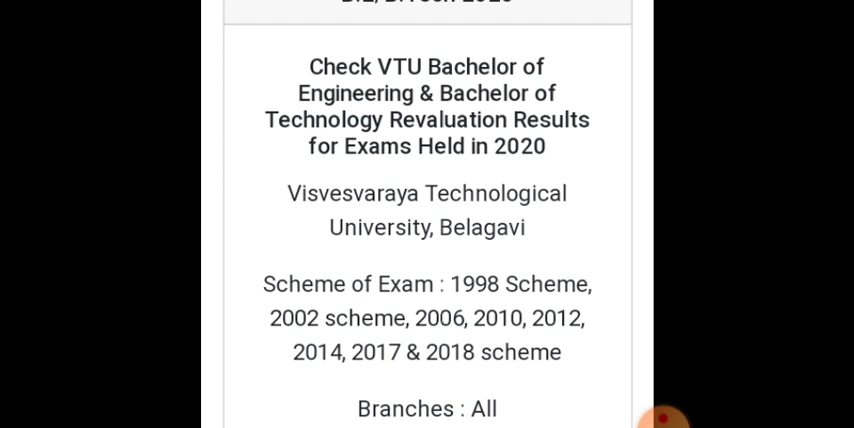 Check VTU Bachelor of
Engineering & Bachelor of
Technology Revaluation Results
for Exams Held in 2020
Visvesvaraya Technological
University, Belagavi
Scheme of Exam : 1998 Scheme,
2002 scheme, 2006, 2010, 2012,
2014, 2017 & 2018 scheme
Branches : All